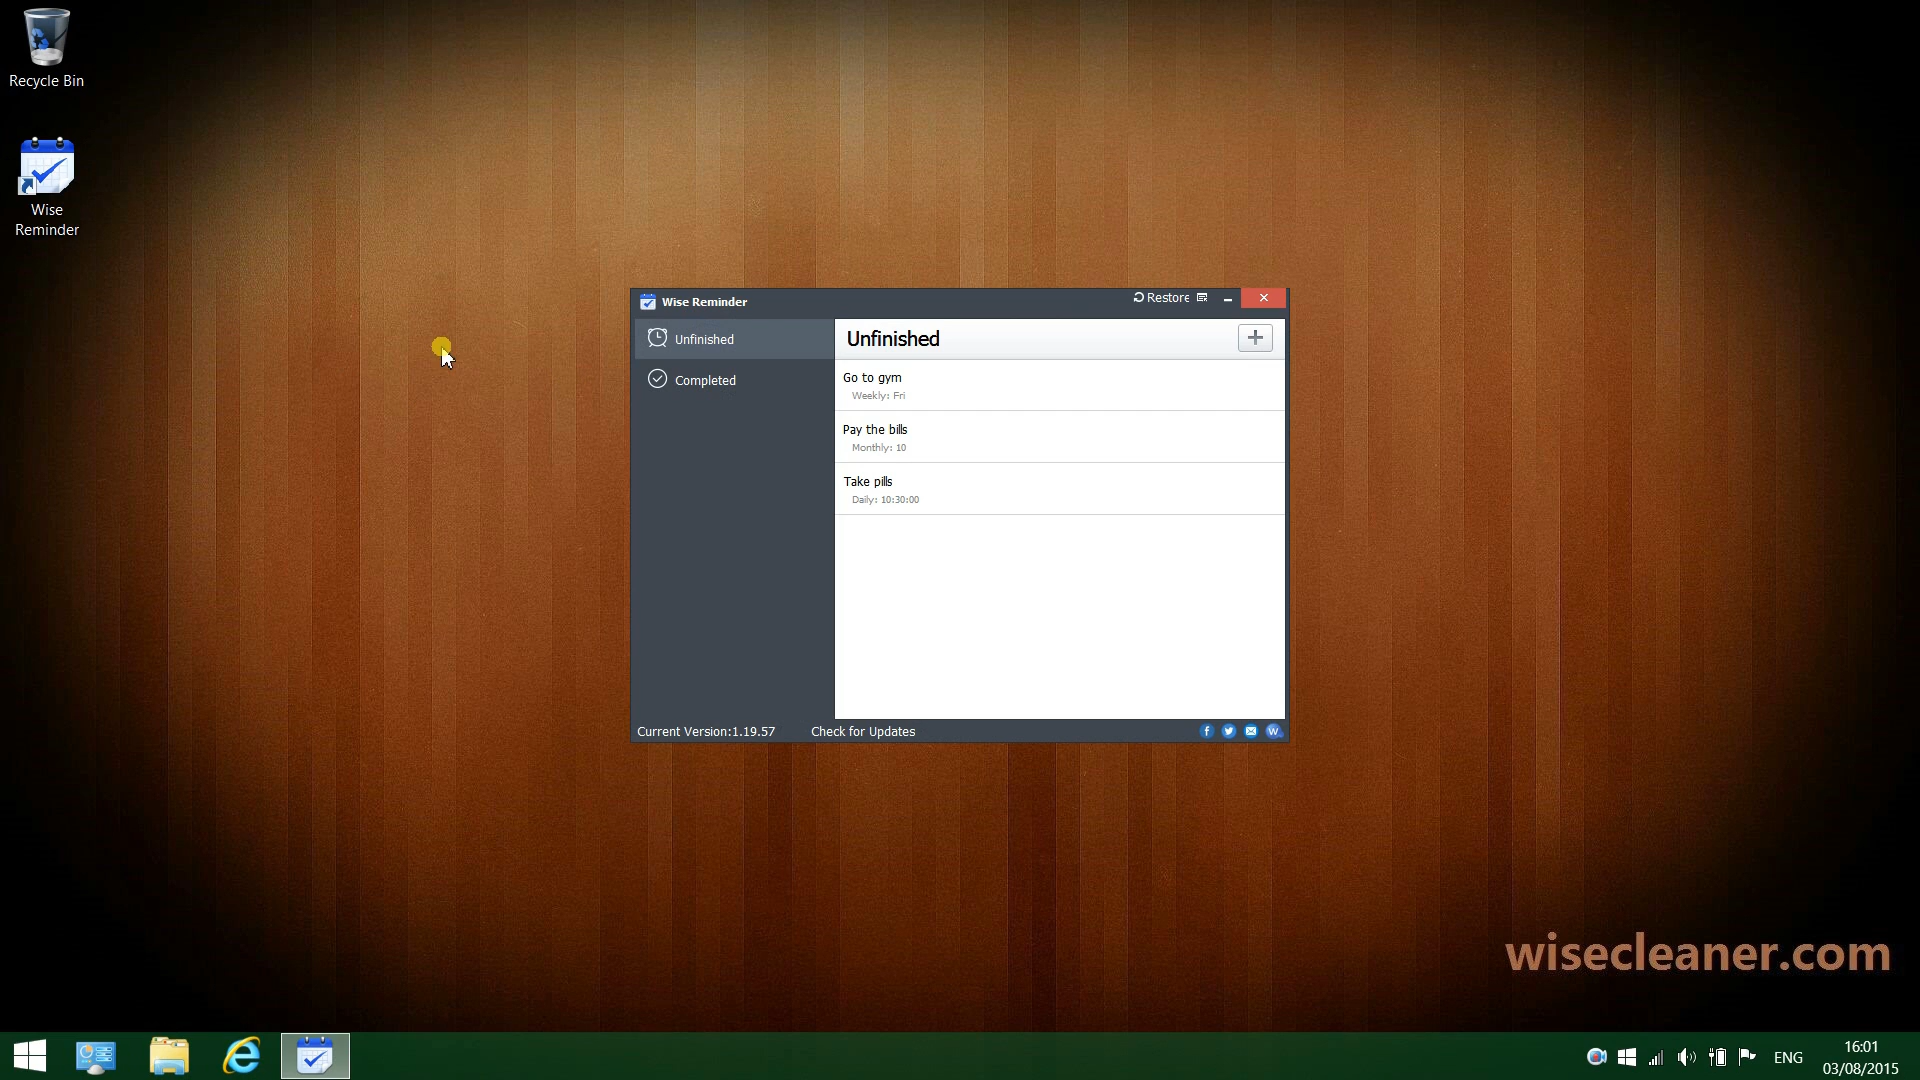 Recycle Bin
Wise
Reminder
Wise Reminder
Restore
Unfinished
Completed
Unfinished
Go to gym
Weekly: Fri
Pay the bills
Monthly: 10
Take pills
Daily: 10:30:00
Current Version:1.19.57
Check for Updates
wisecleaner.com
ENG
16:01
03/08/2015